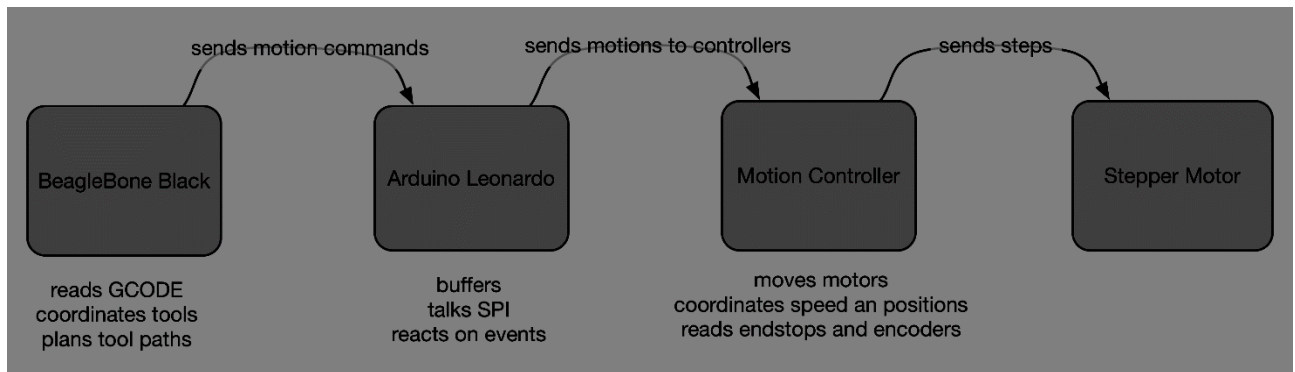 sends motion commands
sends motions to controllers
sends steps
BeagleBone Black
Arduino Leonardo
Motion Controller
Stepper Motor
reads GCODE
coordinates tools
plans tool paths
buffers
talks SPI
reacts on events
moves motors
coordinates speed an positions
reads endstops and encoders